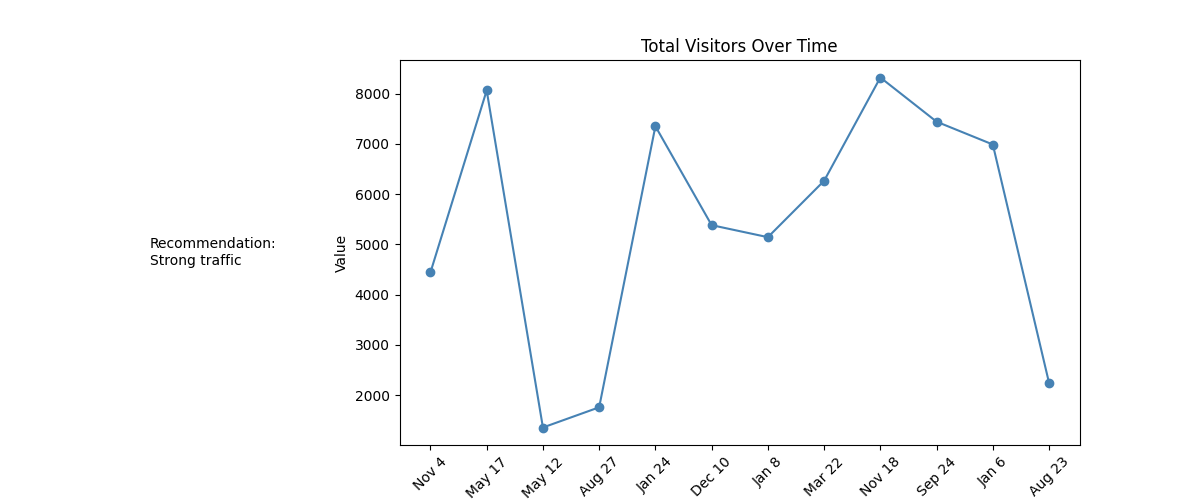 Total Visitors Over Time
Recommendation:
Strong traffic
Value
8000
7000
6000
5000
4000
3000
2000
Nov 4
May 17
May 12
Aug 27
Jan 24
Dec 10
Jan 8
Mar 22
Nov 18
Sep 24
Jan 6
Aug 23